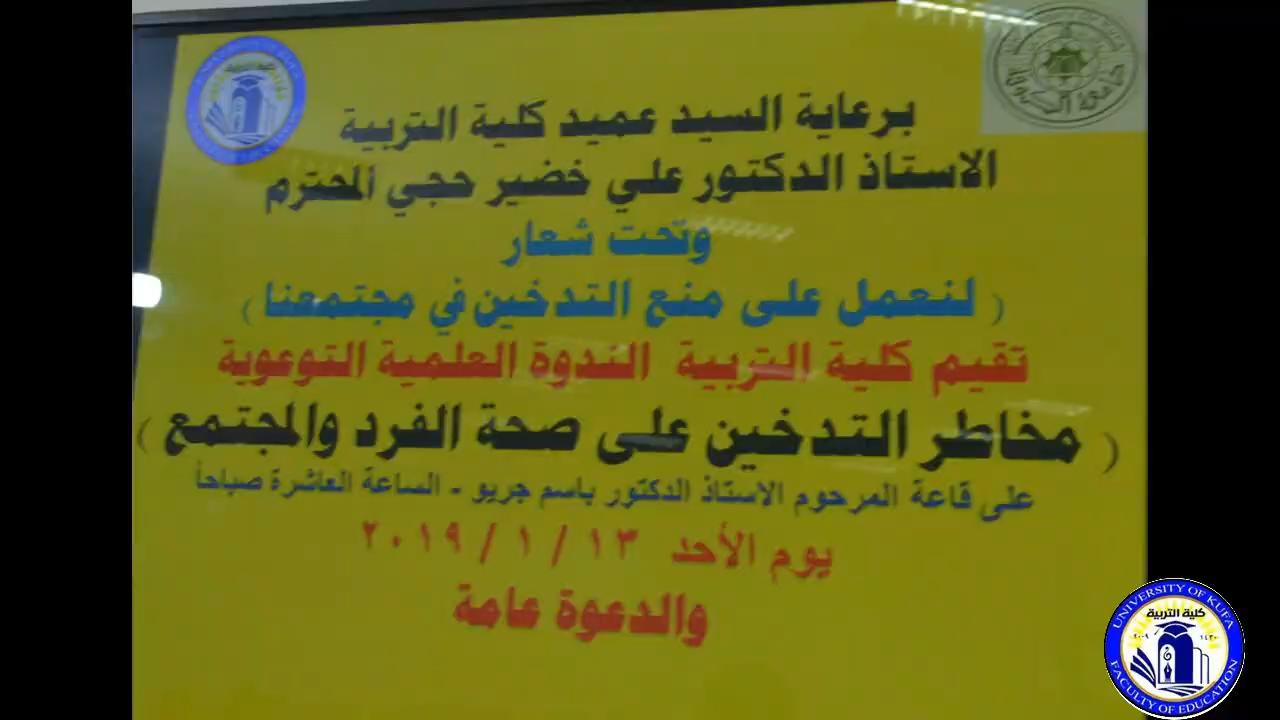 برعاية السيد عميد كلية التربية
الاستاذ الدكتور علي خضير حجي المحترم
وتحت شعار
( لنعمل على منع التدخين في مجتمعنا )
تقيم كلية التربية الندوة العلمية التوعوية
( مخاطر التدخين على صحة الفرد والمجتمع )
على قاعة المرحوم الاستاذ الدكتور باسم جريو - الساعة العاشرة صباحاً
يوم الأحد ١٣ / ١ / ٢٠١٩
والدعوة عامة
جامعة الكوفة
UNIVERSITY OF KUFA
كلية التربية
FACULTY OF EDUCATION